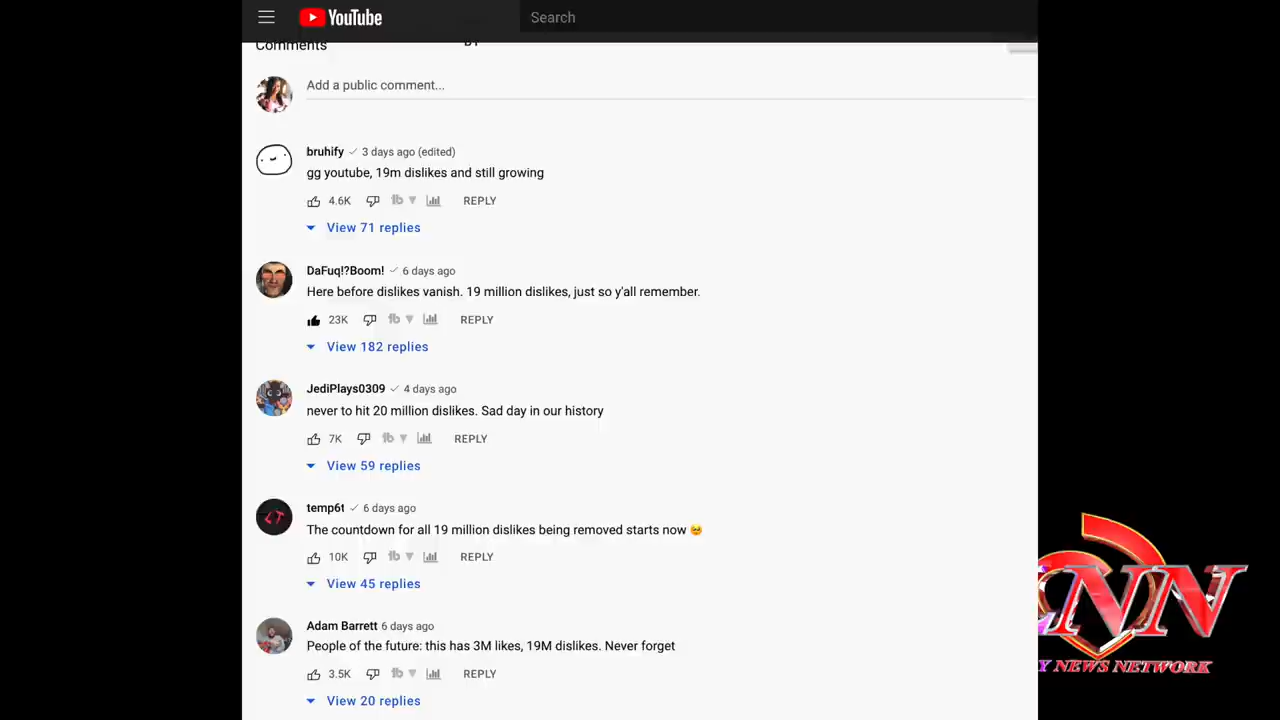 YouTube
Search
Comments
Add a public comment...
bruhify 3 days ago (edited)
gg youtube, 19m dislikes and still growing
4.6K REPLY
View 71 replies
DaFuq!?Boom! 6 days ago
Here before dislikes vanish. 19 million dislikes, just so y'all remember.
23K REPLY
View 182 replies
JediPlays0309 4 days ago
never to hit 20 million dislikes. Sad day in our history
7K REPLY
View 59 replies
temp6t 6 days ago
The countdown for all 19 million dislikes being removed starts now 🥺
10K REPLY
View 45 replies
Adam Barrett 6 days ago
People of the future: this has 3M likes, 19M dislikes. Never forget
3.5K REPLY
View 20 replies
NN
Y NEWS NETWORK